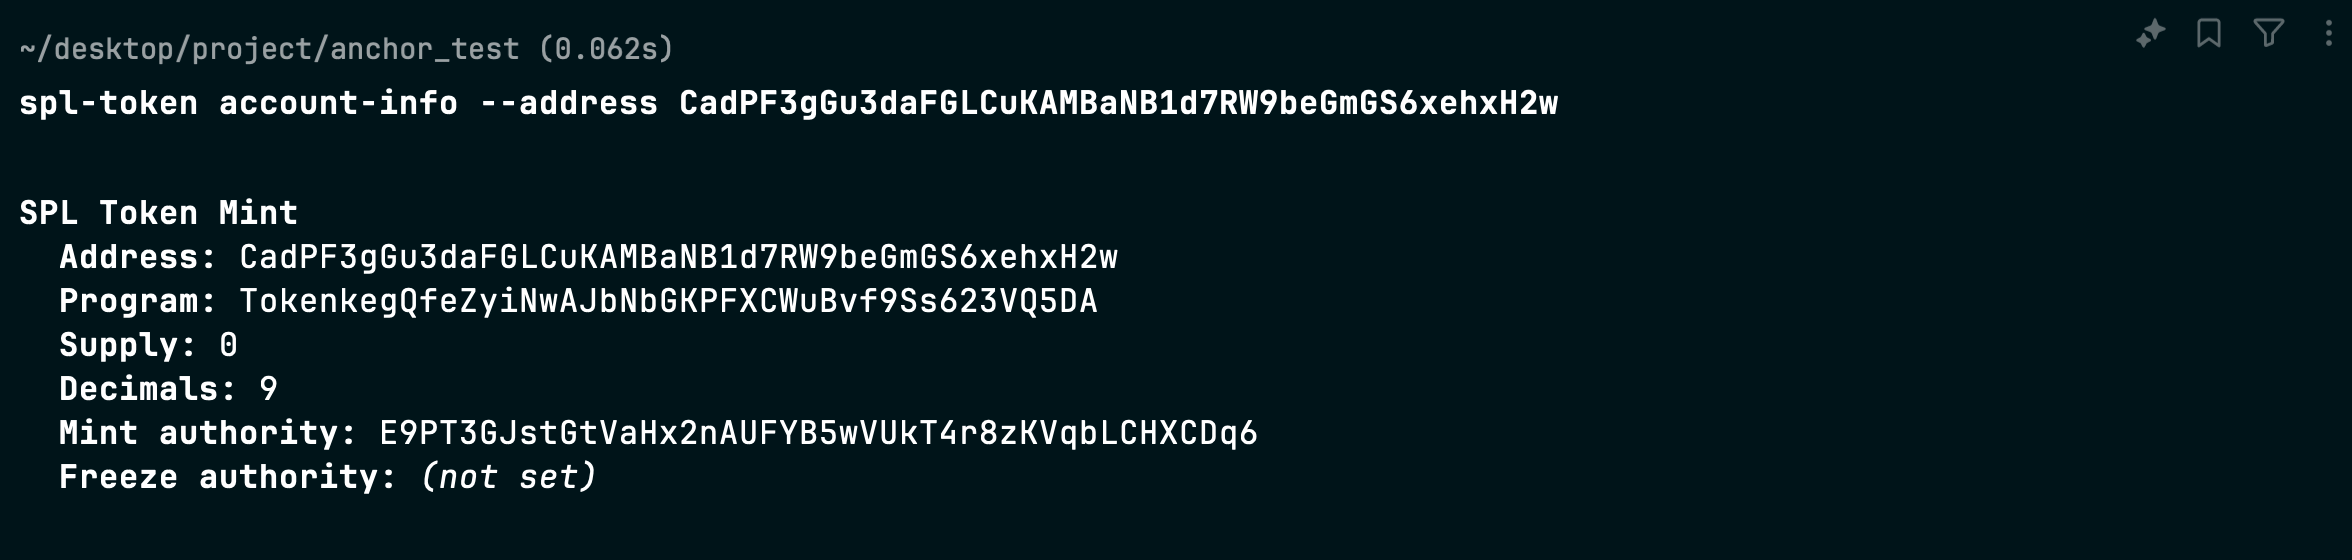 ~/desktop/project/anchor_test (0.062s)
spl-token account-info --address CadPF3gGu3daFGLCuKAMBaNB1d7RW9beGmGS6xehxH2w
SPL Token Mint
Address: CadPF3gGu3daFGLCuKAMBaNB1d7RW9beGmGS6xehxH2w
Program: TokenkegQfeZyiNwAJbNbGKPFXCWuBvf9Ss623VQ5DA
Supply: 0
Decimals: 9
Mint authority: E9PT3GJstGtVaHx2nAUFYB5wVUkT4r8zKVqbLCHXCDq6
Freeze authority: (not set)